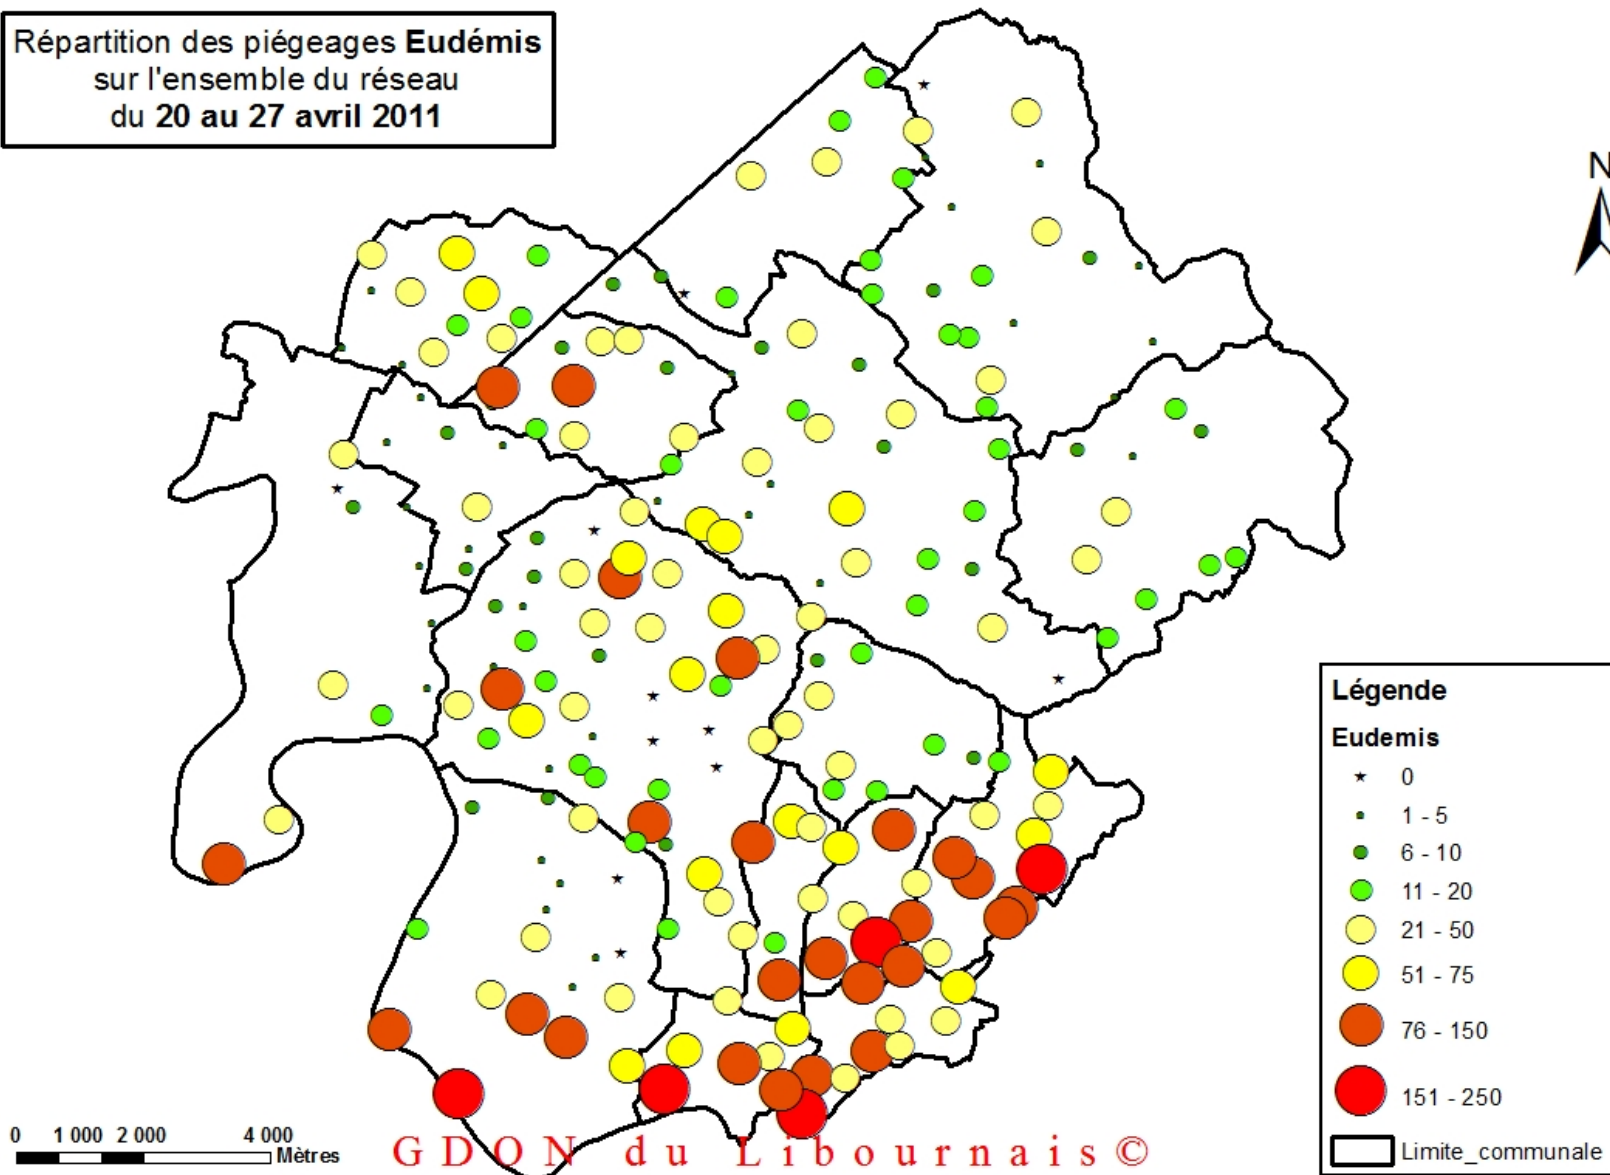 Répartition des piégeages Eudémis
sur l'ensemble du réseau
du 20 au 27 avril 2011
N
Légende
Eudemis
0
1 - 5
6 - 10
11 - 20
21 - 50
51 - 75
76 - 150
151 - 250
Limite_communale
0 1 000 2 000 4 000
Mètres
GDON du Libournais©